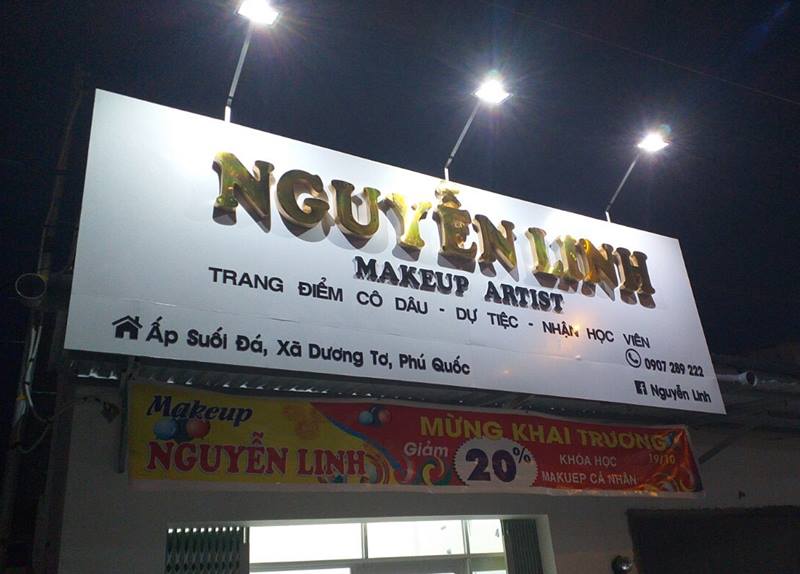 NGUYỄN LINH
MAKEUP ARTIST
TRANG ĐIỂM CÔ DÂU - DỰ TIỆC - NHẬN HỌC VIÊN
Ấp Suối Đá, Xã Dương Tơ, Phú Quốc
0907 289 222
Nguyễn Linh
Makeup
NGUYỄN LINH
MỪNG KHAI TRƯƠNG
Giảm 20%
19/10
KHÓA HỌC
MAKUEP CÁ NHÂN